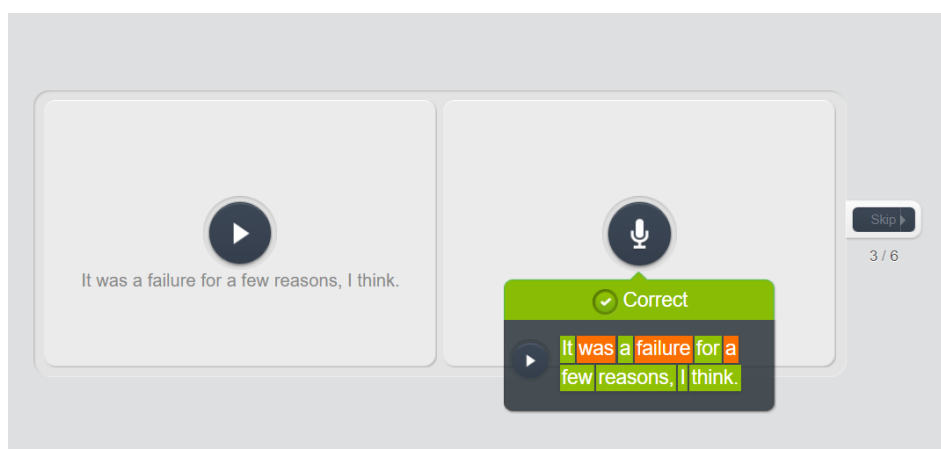 It was a failure for a few reasons, I think.
Correct
It was a failure for a
few reasons, I think.
Skip
3 / 6